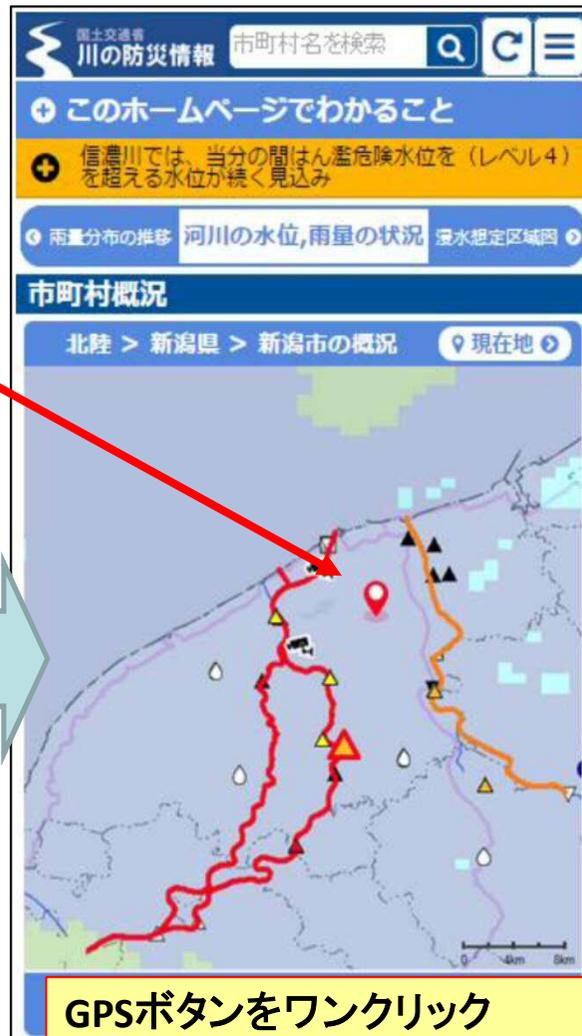 国土交通省
川の防災情報
市町村名を検索
このホームページでわかること
信濃川では、当分の間はん濫危険水位を（レベル4）
を超える水位が続く見込み
雨量分布の推移 河川の水位,雨量の状況 浸水想定区域図
市町村概況
北陸 > 新潟県 > 新潟市の概況 現在地
0 4km 8km
GPSボタンをワンクリック